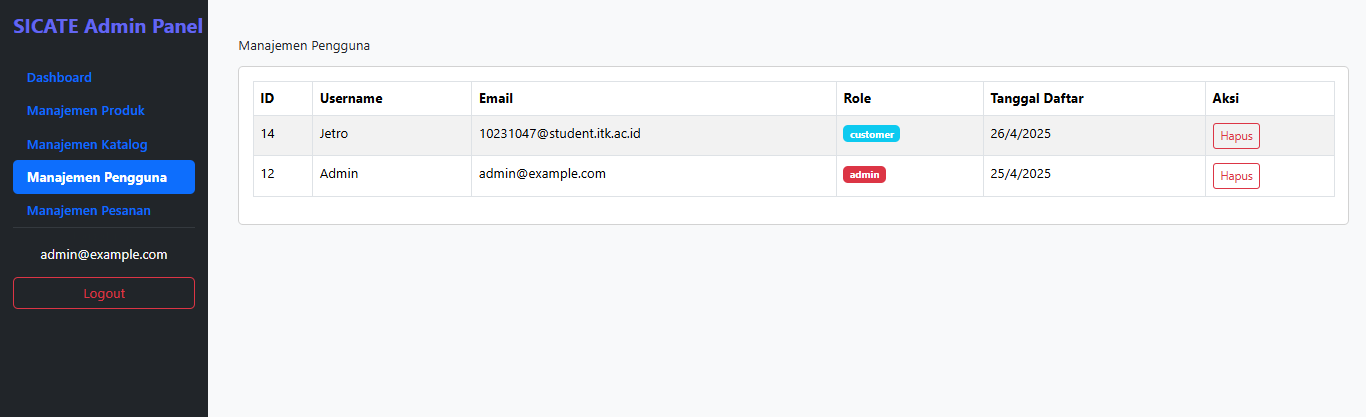 SICATE Admin Panel
Dashboard
Manajemen Produk
Manajemen Katalog
Manajemen Pengguna
Manajemen Pesanan
admin@example.com
Logout
Manajemen Pengguna
ID Username Email Role Tanggal Daftar Aksi
14 Jetro 10231047@student.itk.ac.id customer 26/4/2025 Hapus
12 Admin admin@example.com admin 25/4/2025 Hapus